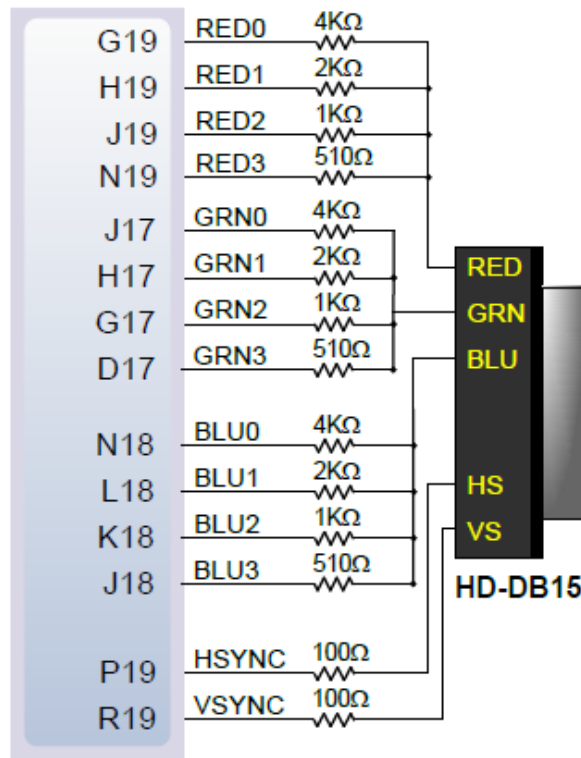 G19 RED0 4KΩ
H19 RED1 2KΩ
J19 RED2 1KΩ
N19 RED3 510Ω
J17 GRN0 4KΩ
H17 GRN1 2KΩ
G17 GRN2 1KΩ
D17 GRN3 510Ω
N18 BLU0 4KΩ
L18 BLU1 2KΩ
K18 BLU2 1KΩ
J18 BLU3 510Ω
P19 HSYNC 100Ω
R19 VSYNC 100Ω
RED
GRN
BLU
HS
VS
HD-DB15